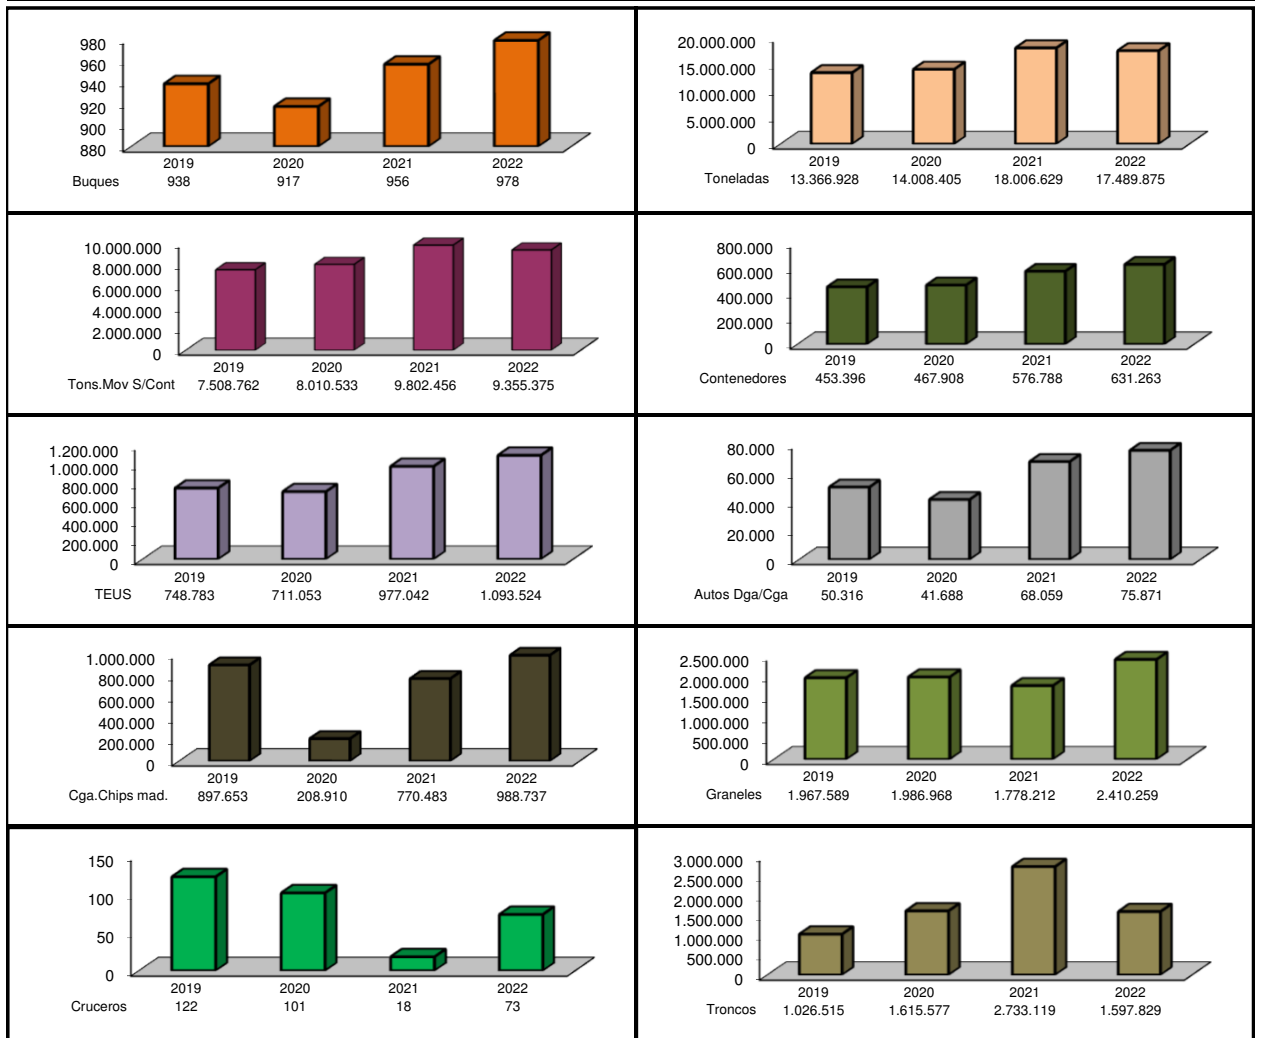 980
960
940
920
900
880
2019 2020 2021 2022
Buques 938 917 956 978
20.000.000
15.000.000
10.000.000
5.000.000
0
2019 2020 2021 2022
Toneladas 13.366.928 14.008.405 18.006.629 17.489.875
10.000.000
8.000.000
6.000.000
4.000.000
2.000.000
0
2019 2020 2021 2022
Tons.Mov S/Cont 7.508.762 8.010.533 9.802.456 9.355.375
800.000
600.000
400.000
200.000
0
2019 2020 2021 2022
Contenedores 453.396 467.908 576.788 631.263
1.200.000
1.000.000
800.000
600.000
400.000
200.000
0
2019 2020 2021 2022
TEUS 748.783 711.053 977.042 1.093.524
80.000
60.000
40.000
20.000
0
2019 2020 2021 2022
Autos Dga/Cga 50.316 41.688 68.059 75.871
1.000.000
800.000
600.000
400.000
200.000
0
2019 2020 2021 2022
Cga.Chips mad. 897.653 208.910 770.483 988.737
2.500.000
2.000.000
1.500.000
1.000.000
500.000
0
2019 2020 2021 2022
Graneles 1.967.589 1.986.968 1.778.212 2.410.259
150
100
50
0
2019 2020 2021 2022
Cruceros 122 101 18 73
3.000.000
2.500.000
2.000.000
1.500.000
1.000.000
500.000
0
2019 2020 2021 2022
Troncos 1.026.515 1.615.577 2.733.119 1.597.829